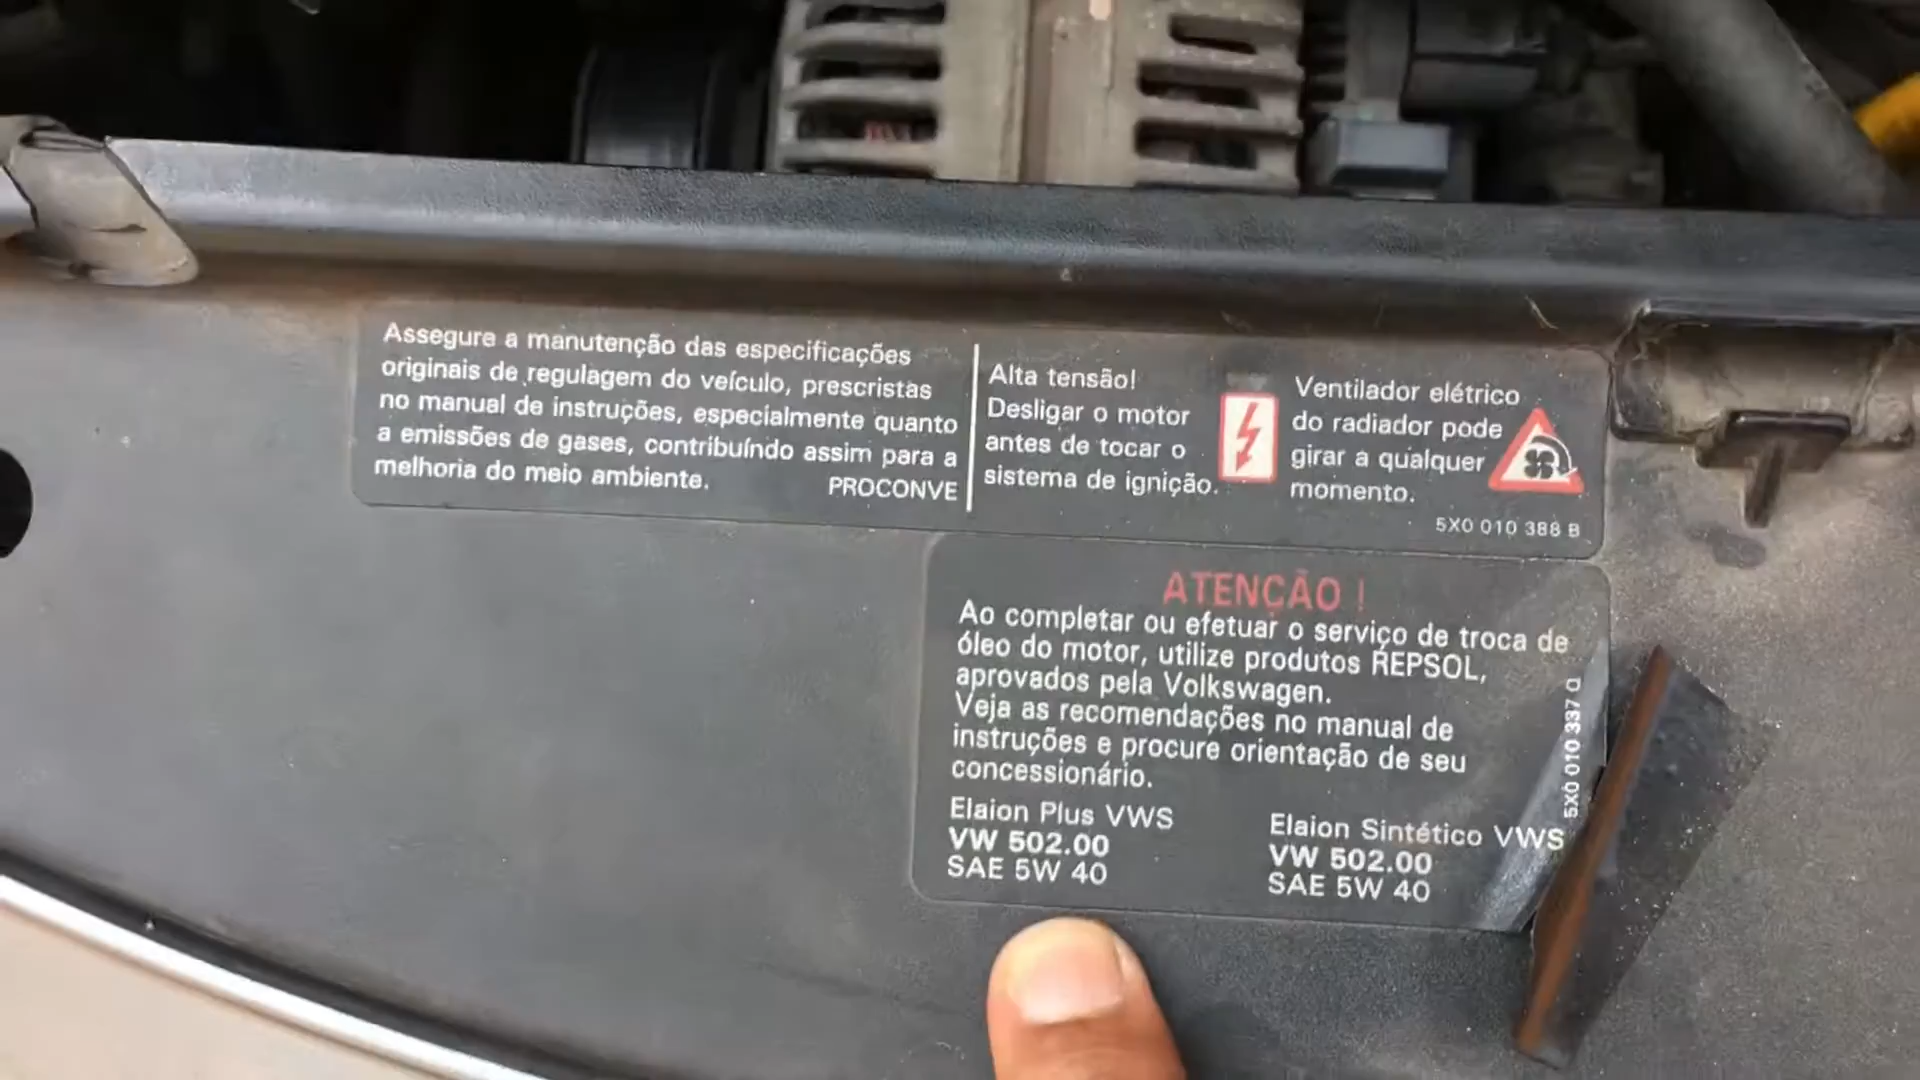 Assegure a manutenção das especificações
originais de regulagem do veículo, prescristas
no manual de instruções, especialmente quanto
a emissões de gases, contribuíndo assim para a
melhoria do meio ambiente.
PROCONVE
Alta tensão!
Desligar o motor
antes de tocar o
sistema de ignição.
Ventilador elétrico
do radiador pode
girar a qualquer
momento.
5X0 010 388 B
ATENÇÃO !
Ao completar ou efetuar o serviço de troca de
óleo do motor, utilize produtos REPSOL,
aprovados pela Volkswagen.
Veja as recomendações no manual de
instruções e procure orientação de seu
concessionário.
Elaion Plus VWS
VW 502.00
SAE 5W 40
Elaion Sintético VWS
VW 502.00
SAE 5W 40
5X0 010 337 Q